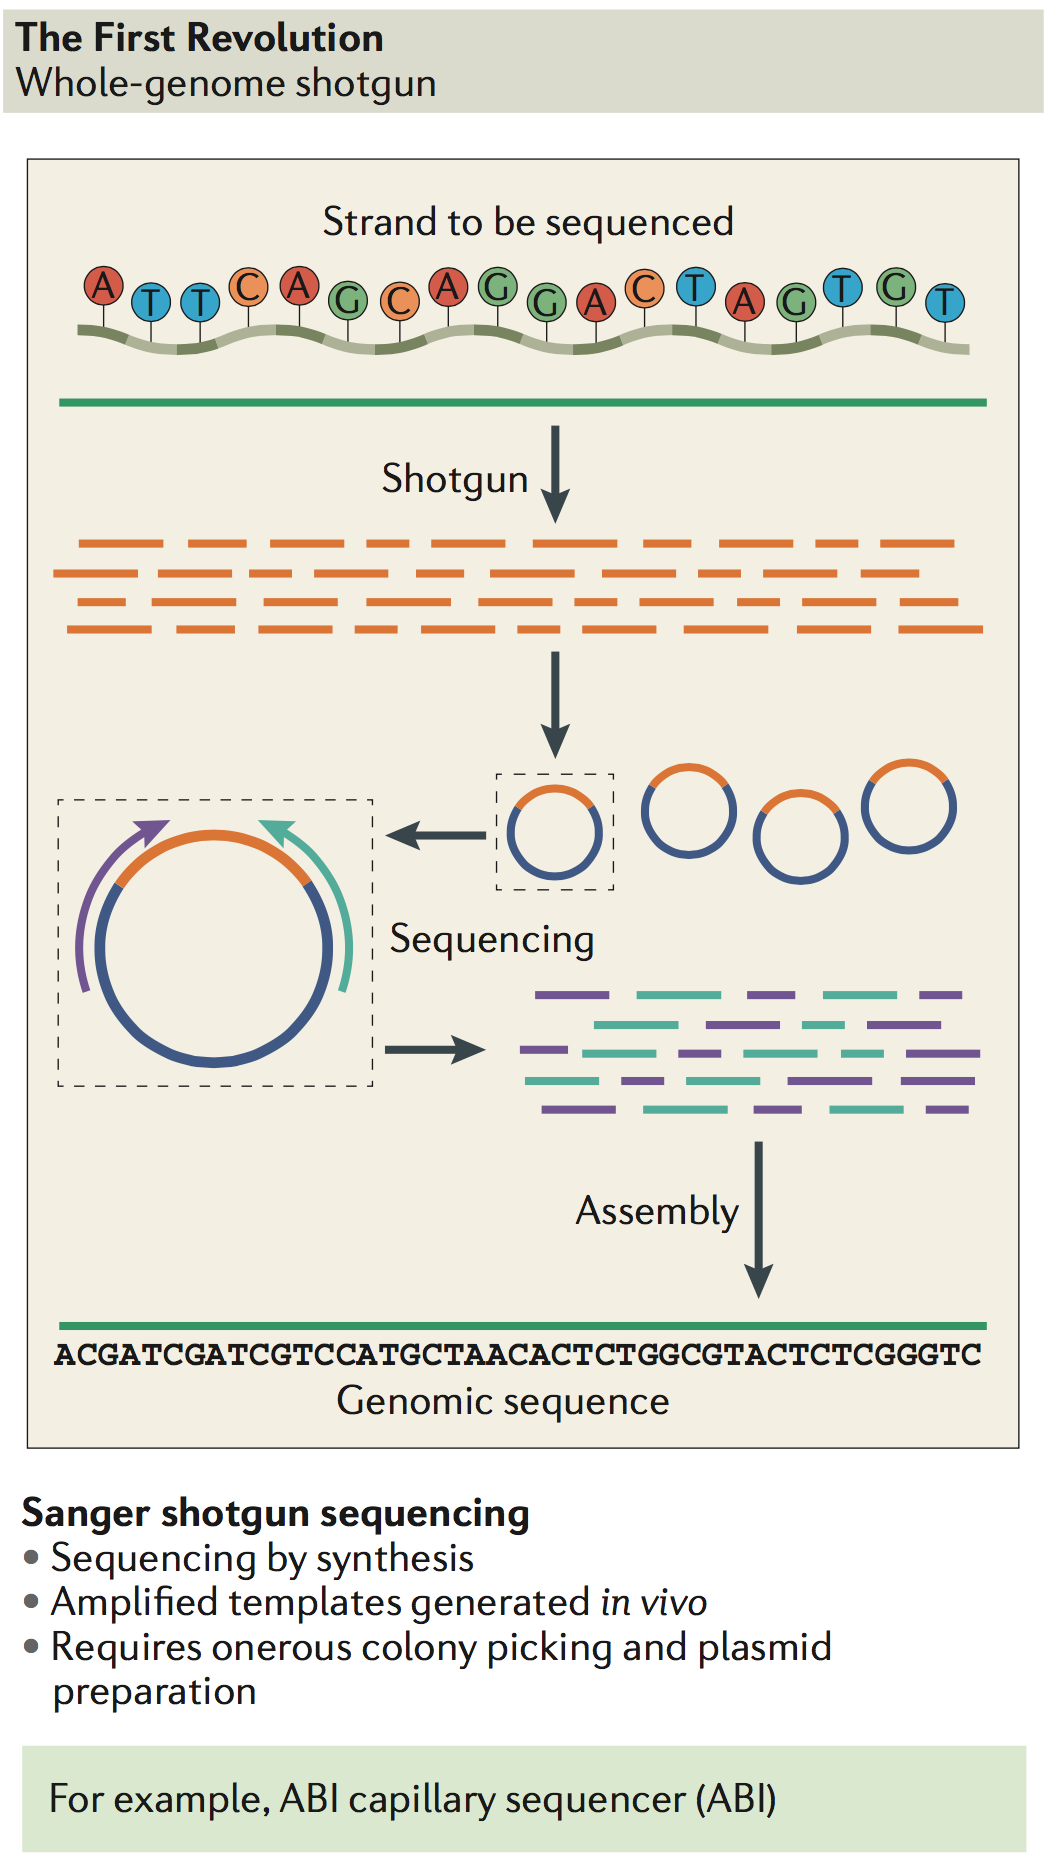 The First Revolution
Whole-genome shotgun
Strand to be sequenced
A T T C A G C A G G A C T A G T G T
Shotgun
Sequencing
Assembly
ACGATCGATCGTCCATGCTAACACTCTGGCGTACTCTCGGGTC
Genomic sequence
Sanger shotgun sequencing
• Sequencing by synthesis
• Amplified templates generated in vivo
• Requires onerous colony picking and plasmid
preparation
For example, ABI capillary sequencer (ABI)